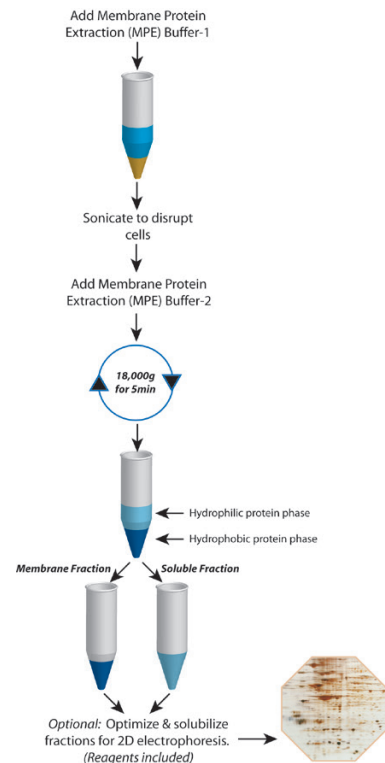 Add Membrane Protein
Extraction (MPE) Buffer-1
Sonicate to disrupt
cells
Add Membrane Protein
Extraction (MPE) Buffer-2
18,000g
for 5min
Hydrophilic protein phase
Hydrophobic protein phase
Membrane Fraction
Soluble Fraction
Optional: Optimize & solubilize
fractions for 2D electrophoresis.
(Reagents included)